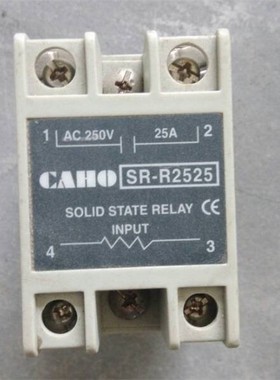 1 AC 250V 25A 2
CAHO SR-R2525
SOLID STATE RELAY CE
INPUT
4 3